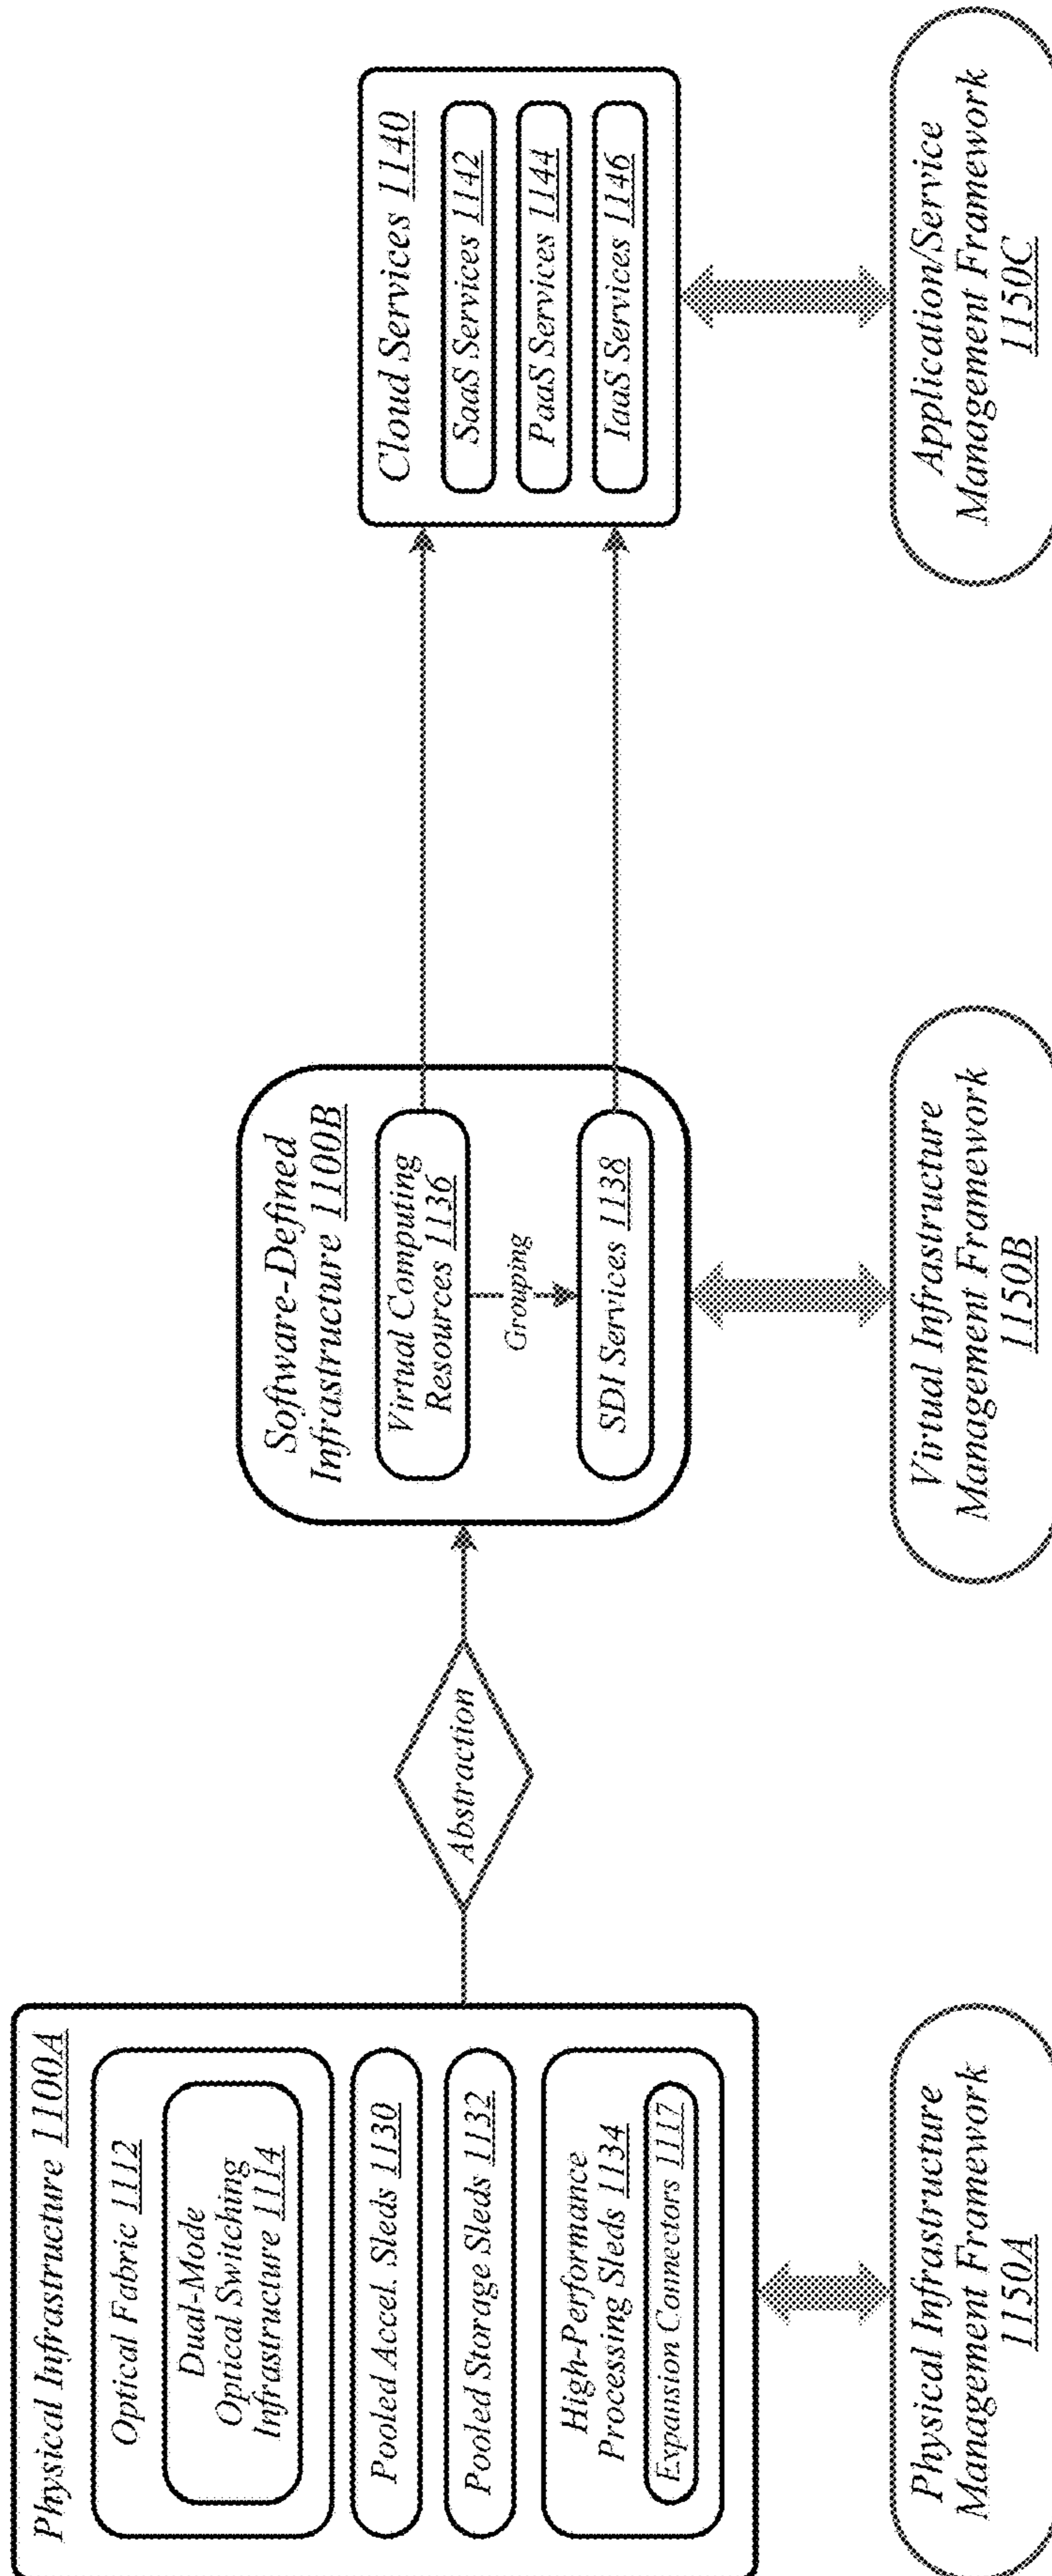 Physical Infrastructure 1100A
Optical Fabric 1112
Dual-Mode
Optical Switching
Infrastructure 1114
Pooled Accel. Sleds 1130
Pooled Storage Sleds 1132
High-Performance
Processing Sleds 1134
Expansion Connectors 1117
Physical Infrastructure
Management Framework
1150A
Abstraction
Software-Defined
Infrastructure 1100B
Virtual Computing
Resources 1136
Grouping
SDI Services 1138
Virtual Infrastructure
Management Framework
1150B
Cloud Services 1140
SaaS Services 1142
PaaS Services 1144
IaaS Services 1146
Application/Service
Management Framework
1150C